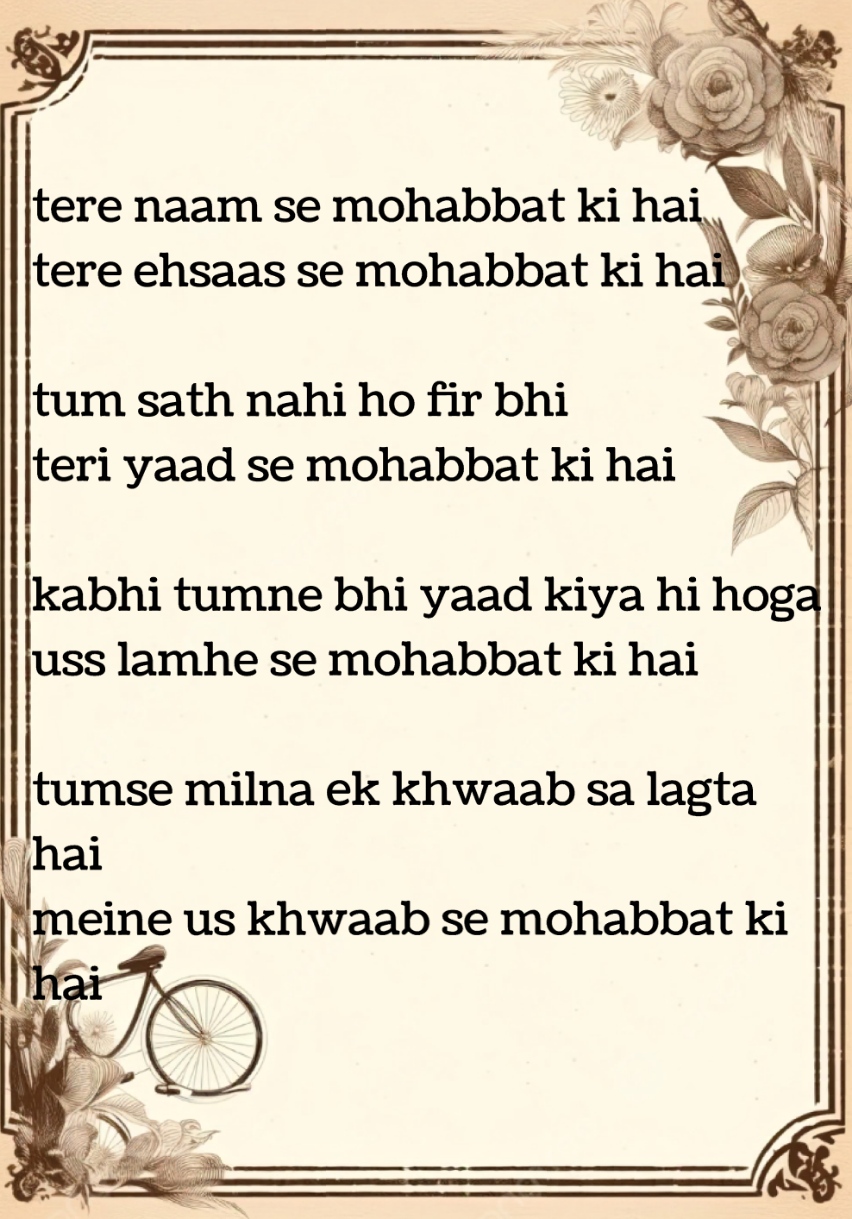 tere naam se mohabbat ki hai
tere ehsaas se mohabbat ki hai
tum sath nahi ho fir bhi
teri yaad se mohabbat ki hai
kabhi tumne bhi yaad kiya hi hoga
uss lamhe se mohabbat ki hai
tumse milna ek khwaab sa lagta
hai
meine us khwaab se mohabbat ki
hai